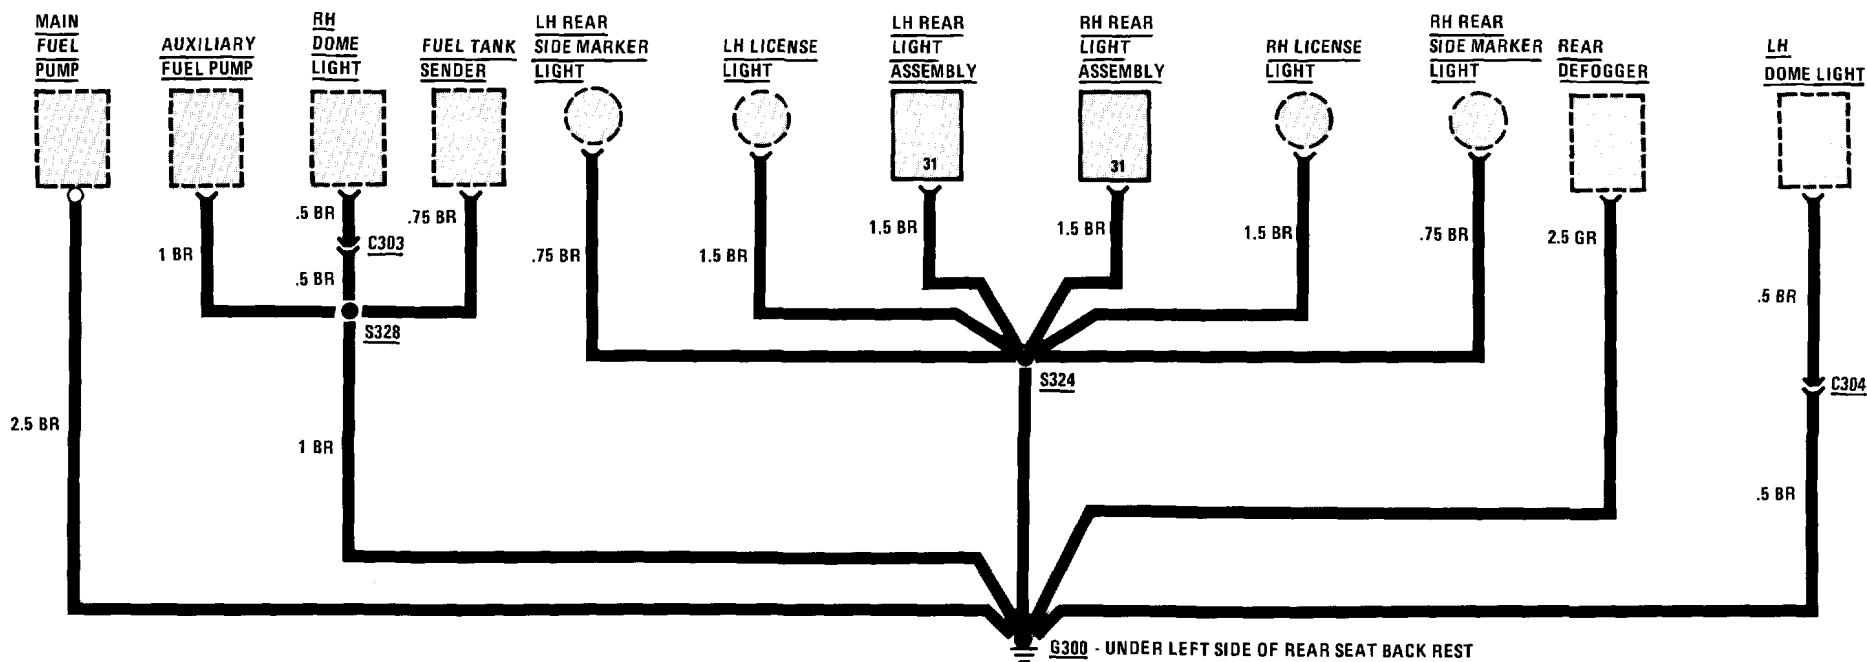 MAIN
FUEL
PUMP
AUXILIARY
FUEL PUMP
RH
DOME
LIGHT
FUEL TANK
SENDER
LH REAR
SIDE MARKER
LIGHT
LH LICENSE
LIGHT
LH REAR
LIGHT
ASSEMBLY
RH REAR
LIGHT
ASSEMBLY
RH LICENSE
LIGHT
RH REAR
SIDE MARKER
LIGHT
REAR
DEFOGGER
LH
DOME LIGHT
31
31
.5 BR
.75 BR
C303
1 BR
.5 BR
S328
.75 BR
1.5 BR
1.5 BR
1.5 BR
1.5 BR
.75 BR
2.5 GR
.5 BR
S324
C304
2.5 BR
1 BR
.5 BR
G300 - UNDER LEFT SIDE OF REAR SEAT BACK REST